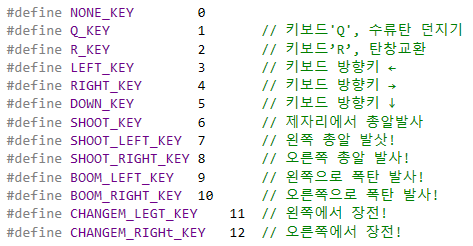 #define NONE_KEY 0
#define Q_KEY 1 // 키보드'Q', 수류탄 던지기
#define R_KEY 2 // 키보드’R’, 탄창교환
#define LEFT_KEY 3 // 키보드 방향키 ←
#define RIGHT_KEY 4 // 키보드 방향키 →
#define DOWN_KEY 5 // 키보드 방향키 ↓
#define SHOOT_KEY 6 // 제자리에서 총알발사
#define SHOOT_LEFT_KEY 7 // 왼쪽 총알 발삿!
#define SHOOT_RIGHT_KEY 8 // 오른쪽 총알 발사!
#define BOOM_LEFT_KEY 9 // 왼쪽으로 폭탄 발사!
#define BOOM_RIGHT_KEY 10 // 오른쪽으로 폭탄 발사!
#define CHANGEM_LEGT_KEY 11 // 왼쪽에서 장전!
#define CHANGEM_RIGHt_KEY 12 // 오른쪽에서 장전!